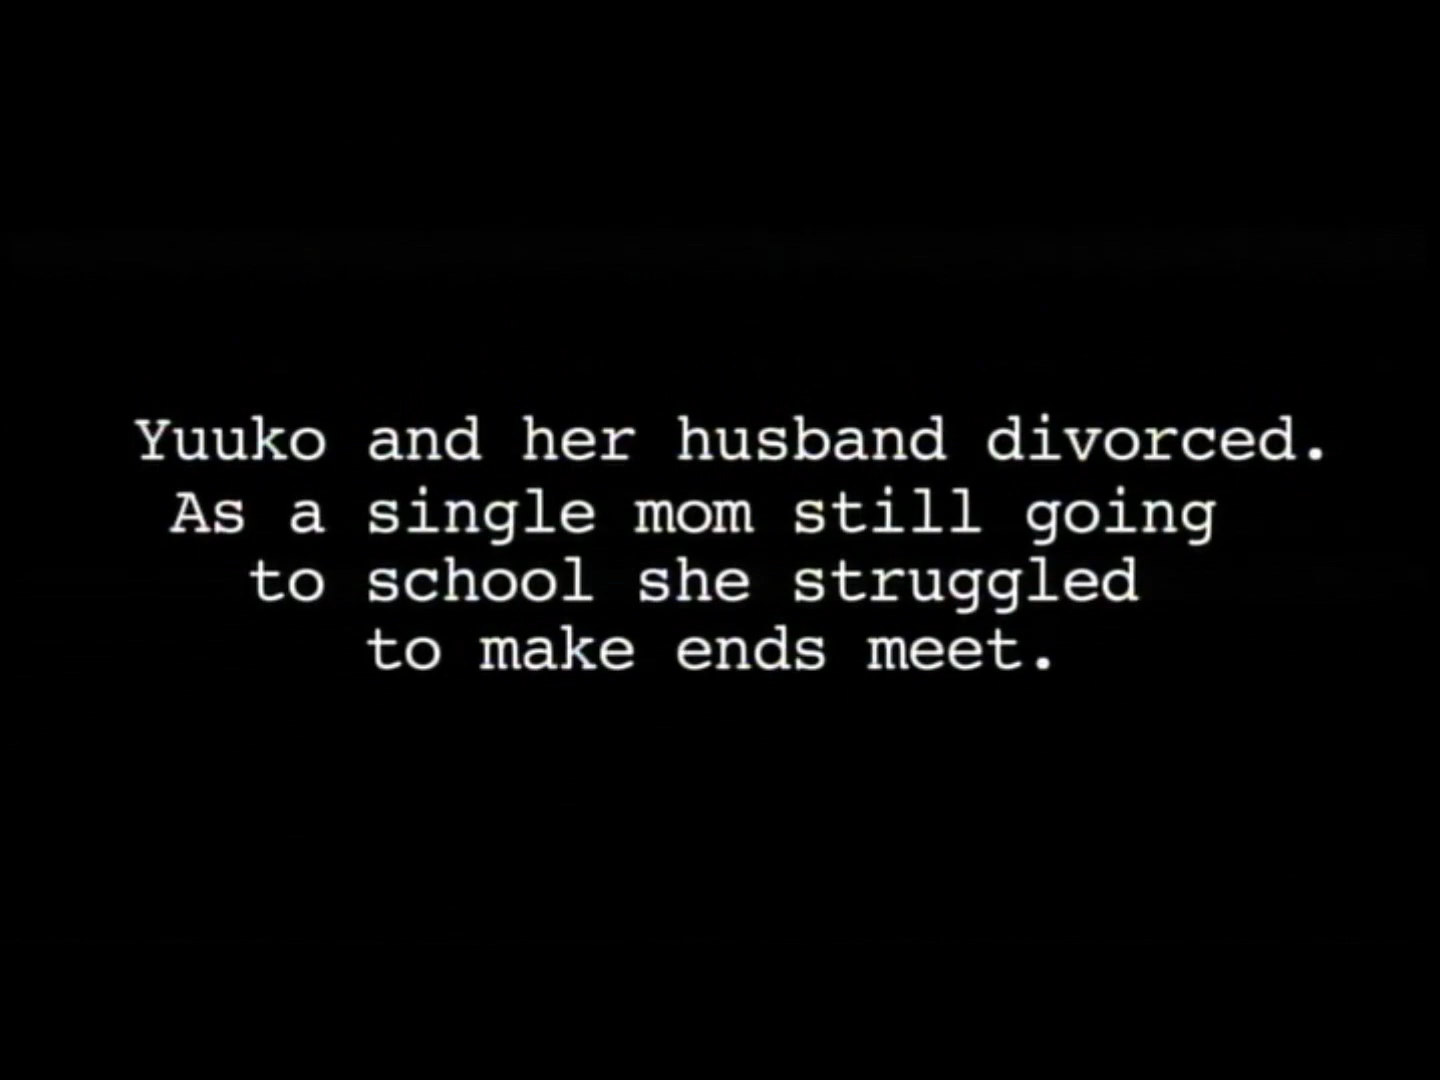 Yuuko and her husband divorced.
As a single mom still going
to school she struggled
to make ends meet.